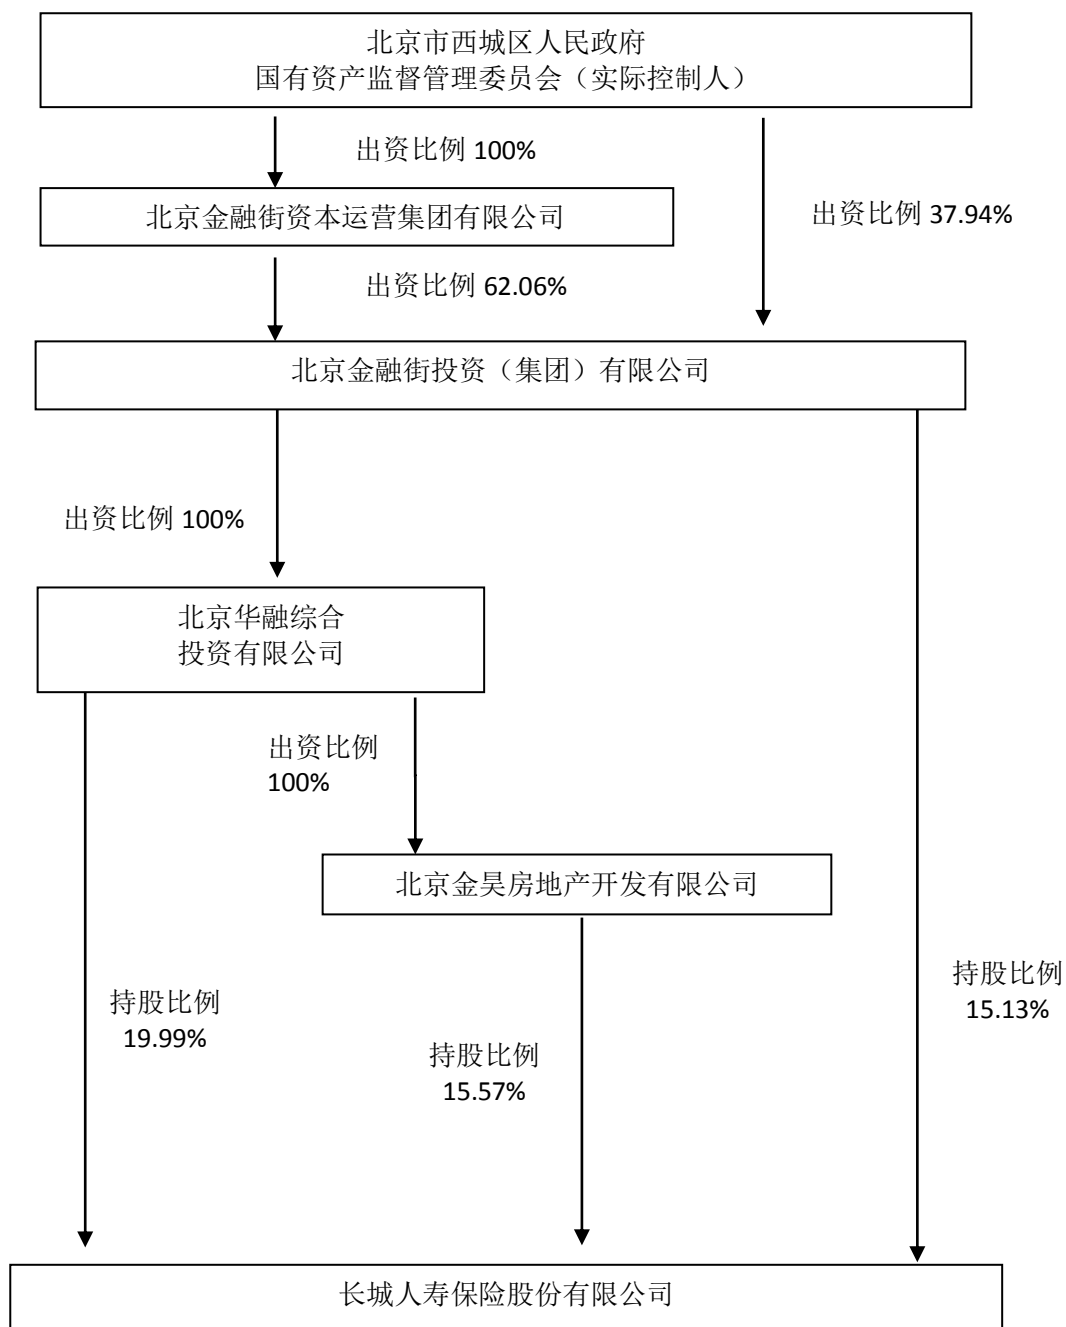 北京市西城区人民政府
国有资产监督管理委员会（实际控制人）
出资比例 100%
北京金融街资本运营集团有限公司
出资比例 37.94%
出资比例 62.06%
北京金融街投资（集团）有限公司
出资比例 100%
北京华融综合
投资有限公司
出资比例
100%
北京金昊房地产开发有限公司
持股比例
19.99%
持股比例
15.57%
持股比例
15.13%
长城人寿保险股份有限公司